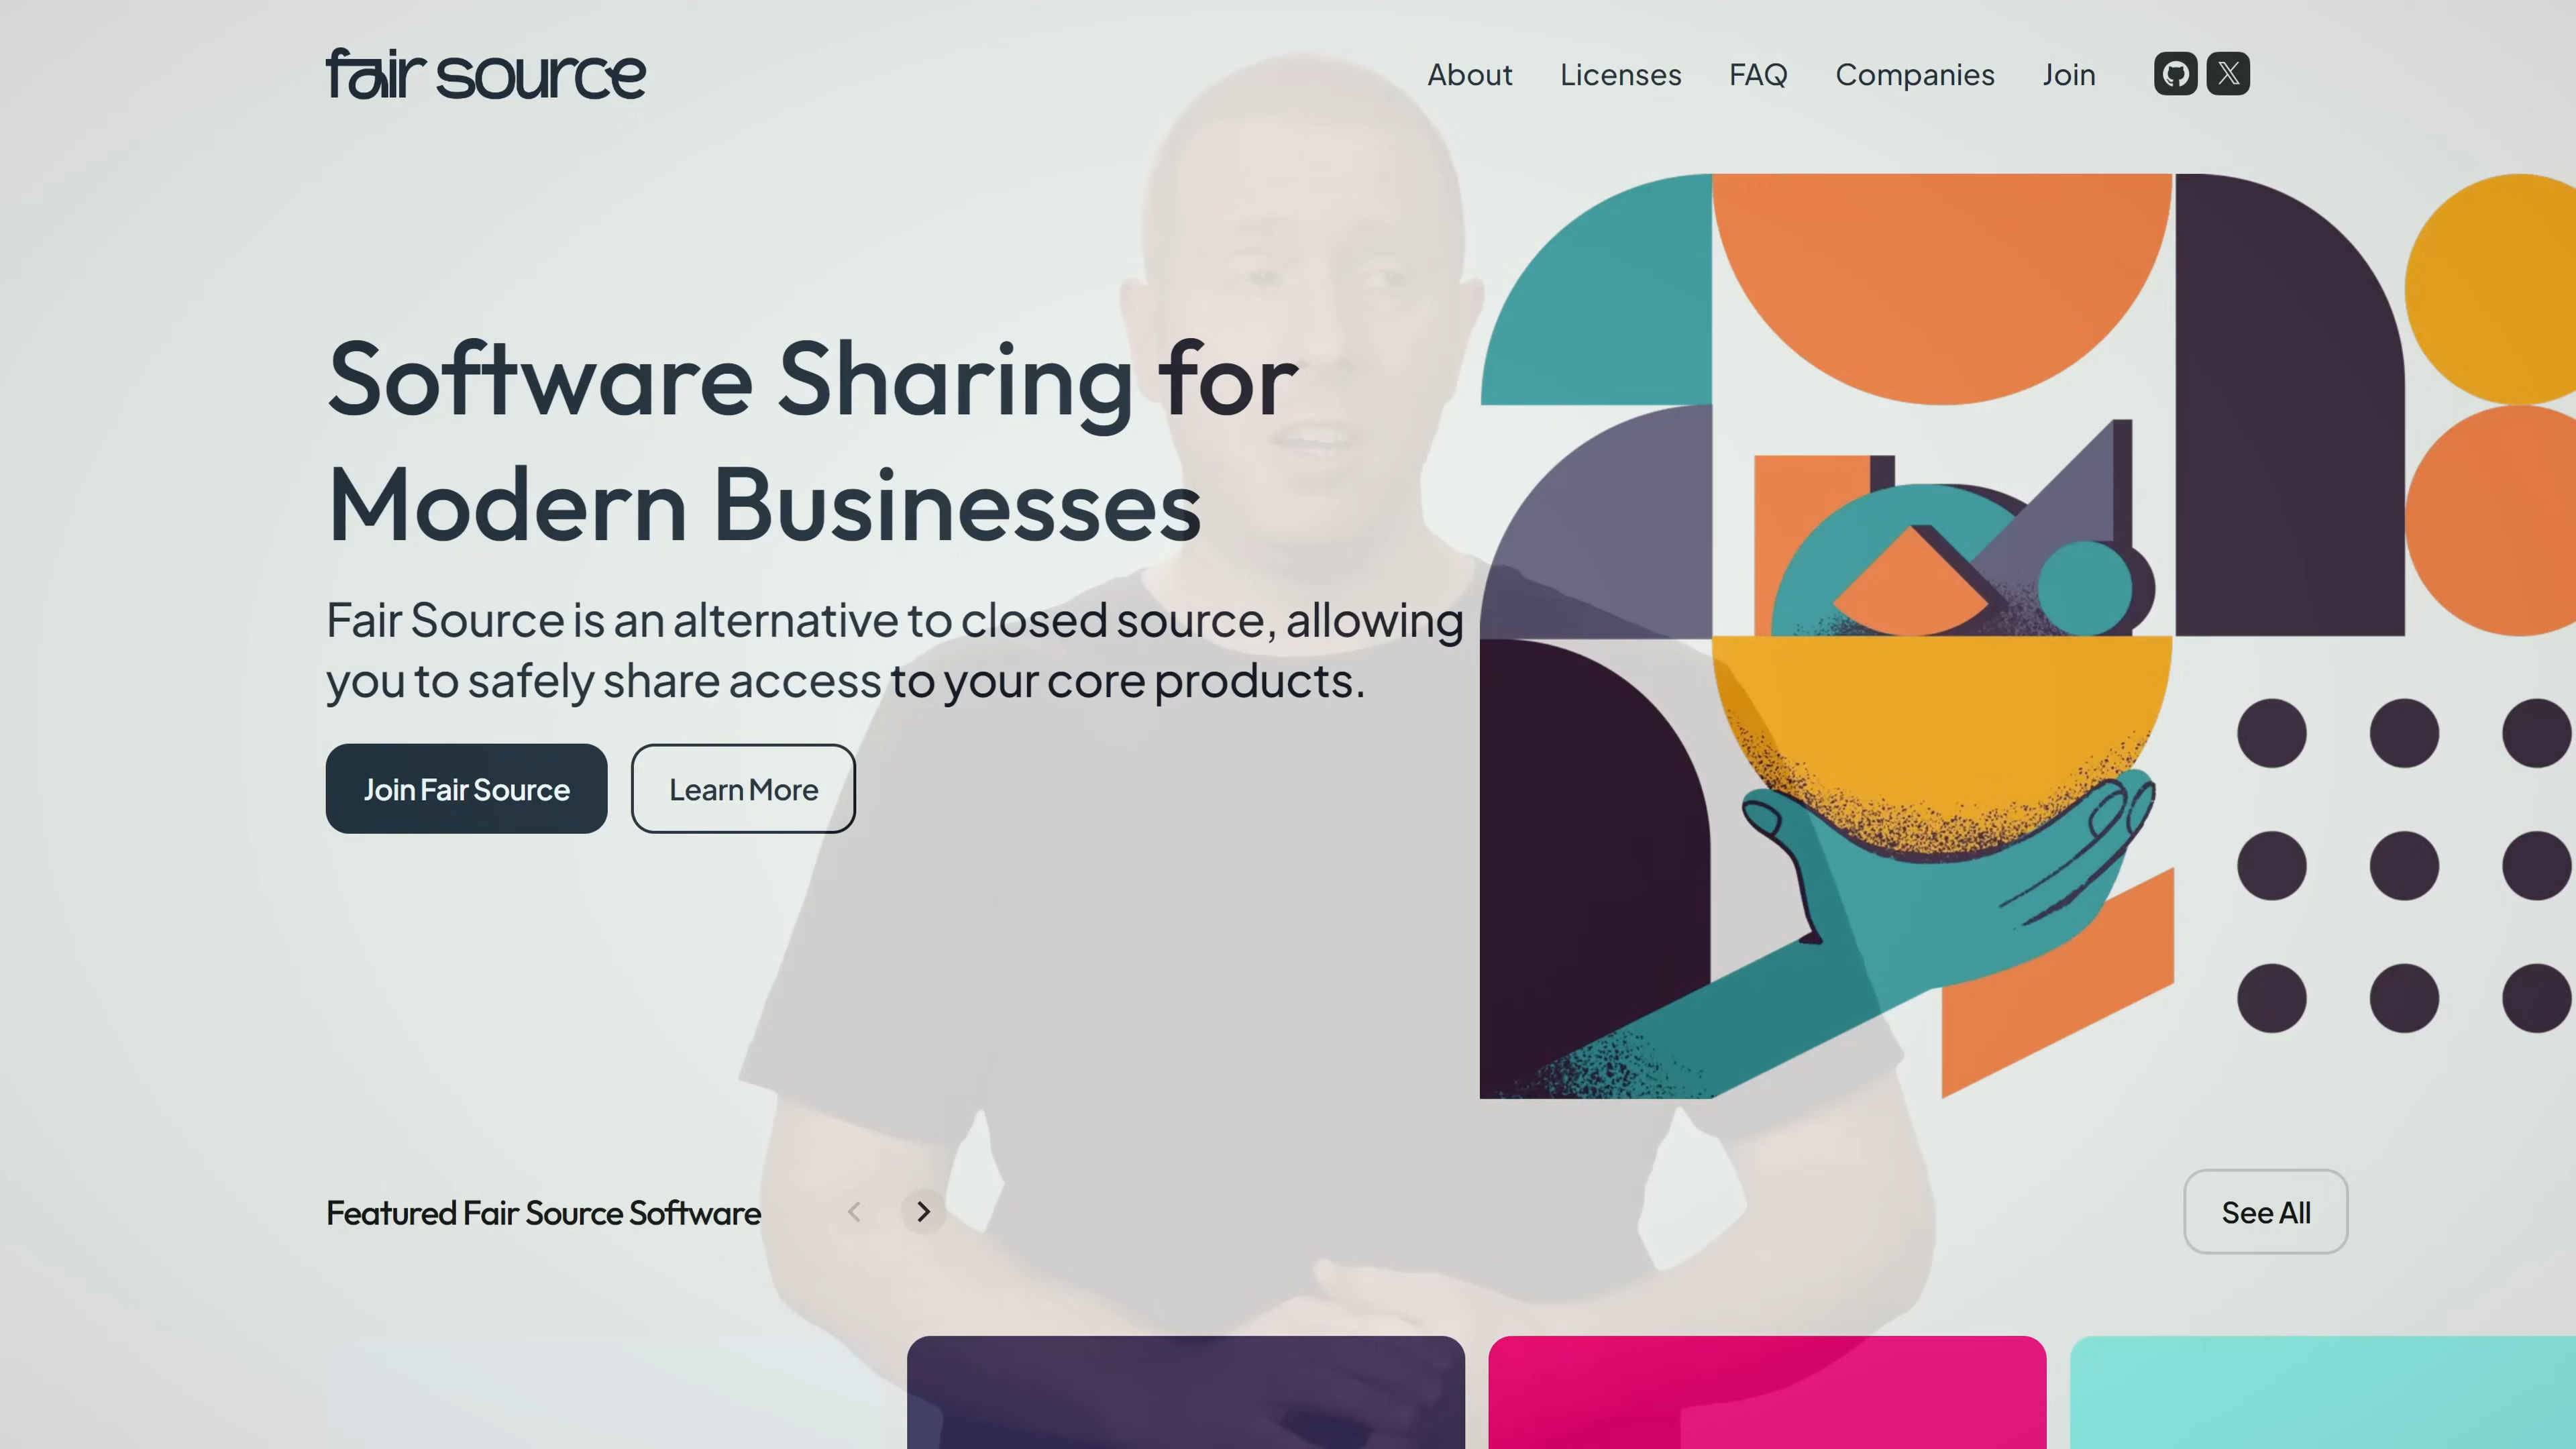 fair source
About Licenses FAQ Companies Join
Software Sharing for
Modern Businesses
Fair Source is an alternative to closed source, allowing
you to safely share access to your core products.
Join Fair Source Learn More
Featured Fair Source Software
See All